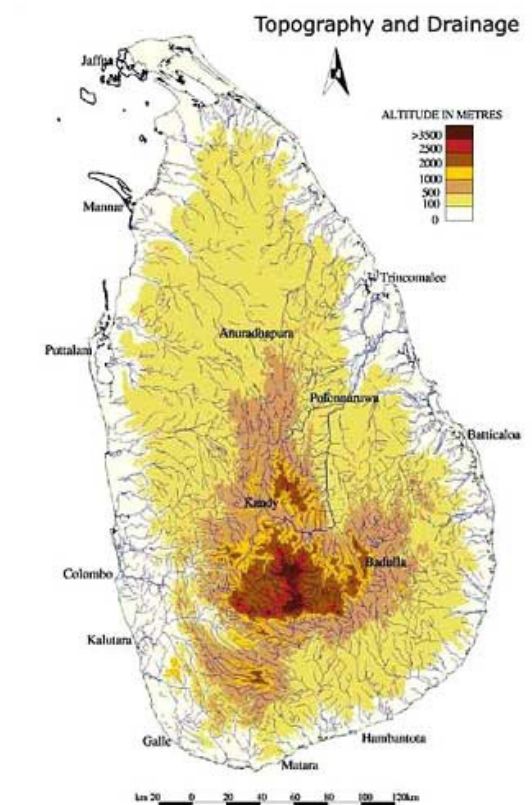 Topography and Drainage
Jaffna
ALTITUDE IN METRES
>3500
2500
2000
1000
500
100
0
Mannar
Trincomalee
Anuradhapura
Puttalam
Polonnaruwa
Batticaloa
Kandy
Badulla
Colombo
Kalutara
Hambantota
Galle
Matara
km 20 0 20 40 60 80 100 120km